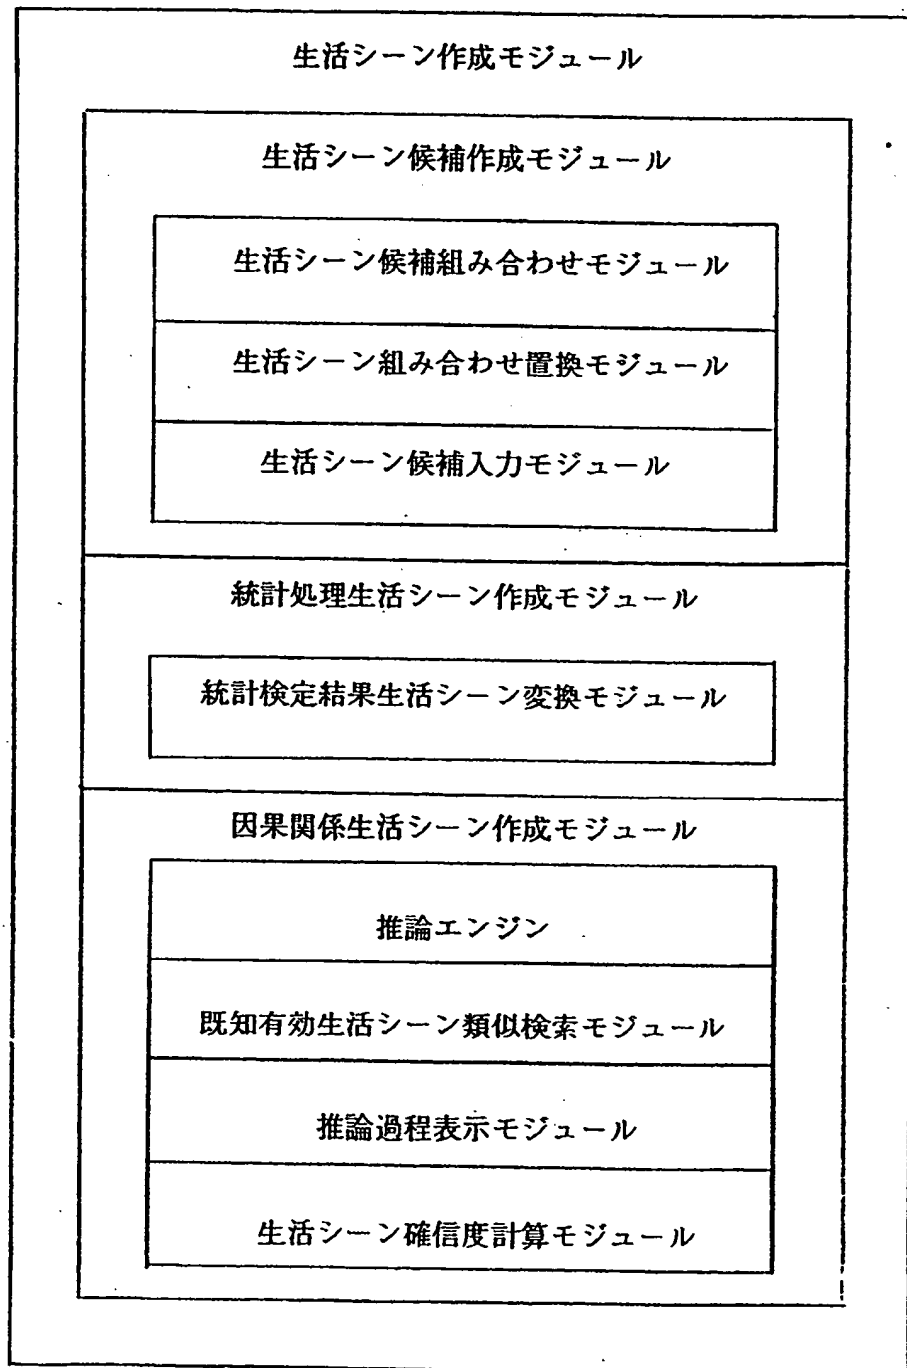 生活シーン作成モジュール
生活シーン候補作成モジュール
生活シーン候補組み合わせモジュール
生活シーン組み合わせ置換モジュール
生活シーン候補入力モジュール
統計処理生活シーン作成モジュール
統計検定結果生活シーン変換モジュール
因果関係生活シーン作成モジュール
推論エンジン
既知有効生活シーン類似検索モジュール
推論過程表示モジュール
生活シーン確信度計算モジュール